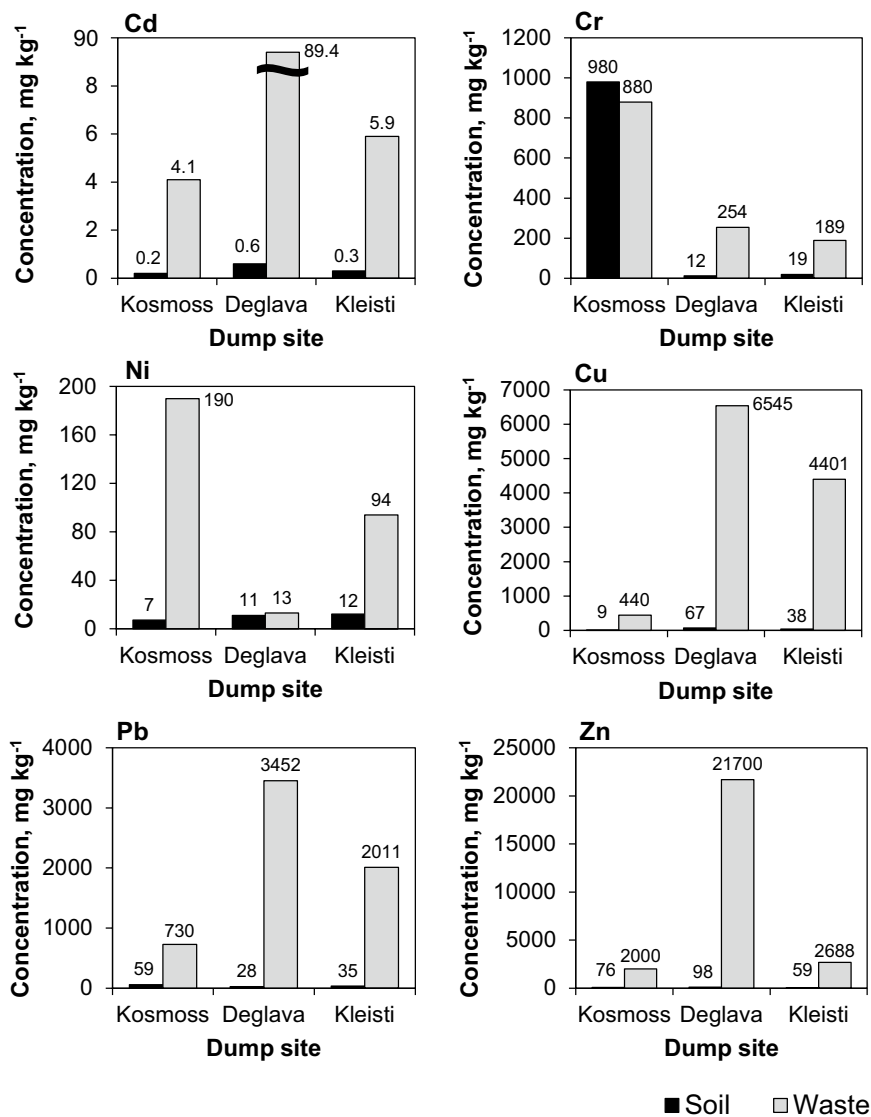 Cd
Concentration, mg kg⁻¹
90
8
6
4
2
0
0.2
4.1
0.6
89.4
0.3
5.9
Kosmoss Deglava Kleisti
Dump site
Cr
Concentration, mg kg⁻¹
1200
1000
800
600
400
200
0
980
880
12
254
19
189
Kosmoss Deglava Kleisti
Dump site
Ni
Concentration, mg kg⁻¹
200
160
120
80
40
0
7
190
11
13
12
94
Kosmoss Deglava Kleisti
Dump site
Cu
Concentration, mg kg⁻¹
7000
6000
5000
4000
3000
2000
1000
0
9
440
67
6545
38
4401
Kosmoss Deglava Kleisti
Dump site
Pb
Concentration, mg kg⁻¹
4000
3000
2000
1000
0
59
730
28
3452
35
2011
Kosmoss Deglava Kleisti
Dump site
Zn
Concentration, mg kg⁻¹
25000
20000
15000
10000
5000
0
76
2000
98
21700
59
2688
Kosmoss Deglava Kleisti
Dump site
Soil Waste